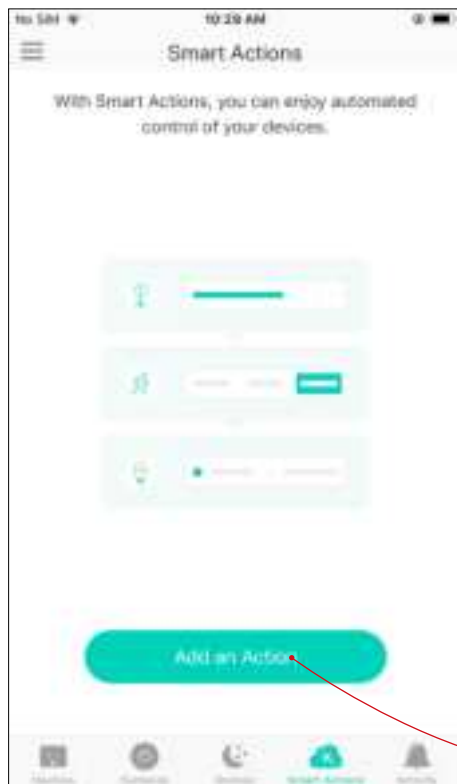 No SIM
10:29 AM
Smart Actions
With Smart Actions, you can enjoy automated
control of your devices.
Add an Action
Smart Actions